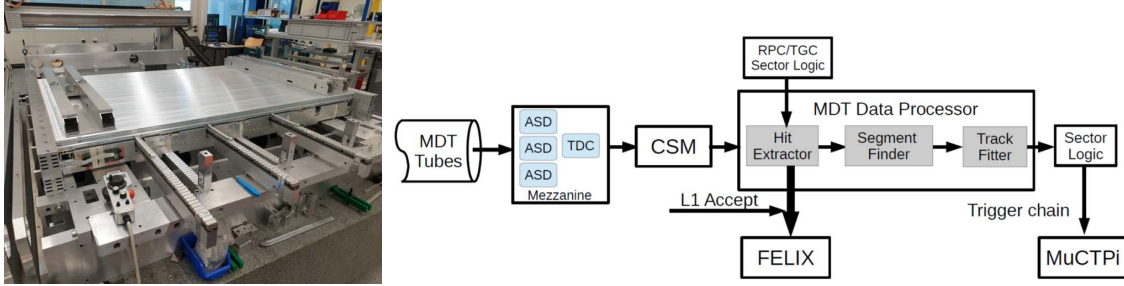 RPC/TGC
Sector Logic
MDT Data Processor
MDT
Tubes
ASD
ASD
ASD
TDC
Mezzanine
CSM
Hit
Extractor
Segment
Finder
Track
Fitter
Sector
Logic
L1 Accept
Trigger chain
FELIX
MuCTPi